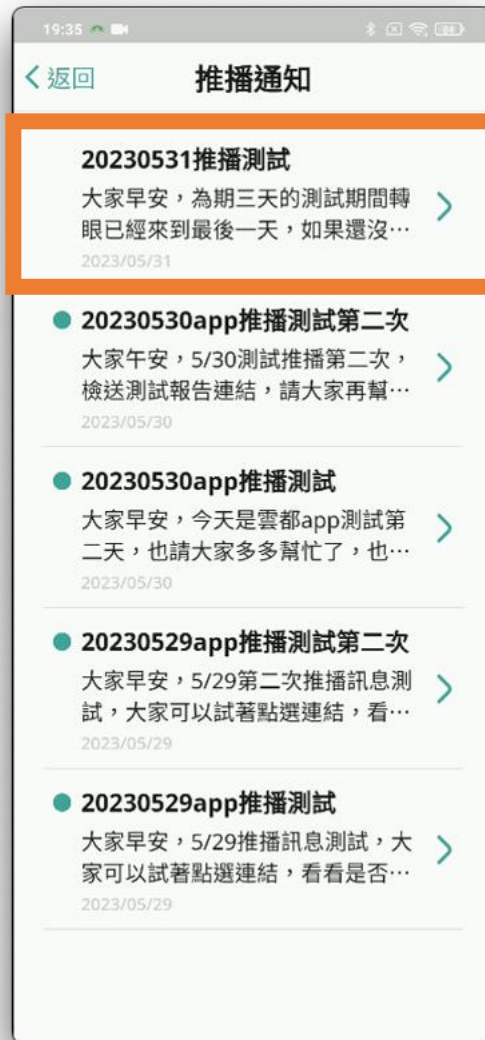 19:35
返回
推播通知
20230531推播測試
大家早安，為期三天的測試期間轉
眼已經來到最後一天，如果還沒…
2023/05/31
20230530app推播測試第二次
大家午安，5/30測試推播第二次，
檢送測試報告連結，請大家再幫…
2023/05/30
20230530app推播測試
大家早安，今天是雲都app測試第
二天，也請大家多多幫忙了，也…
2023/05/30
20230529app推播測試第二次
大家早安，5/29第二次推播訊息測
試，大家可以試著點選連結，看…
2023/05/29
20230529app推播測試
大家早安，5/29推播訊息測試，大
家可以試著點選連結，看看是否…
2023/05/29